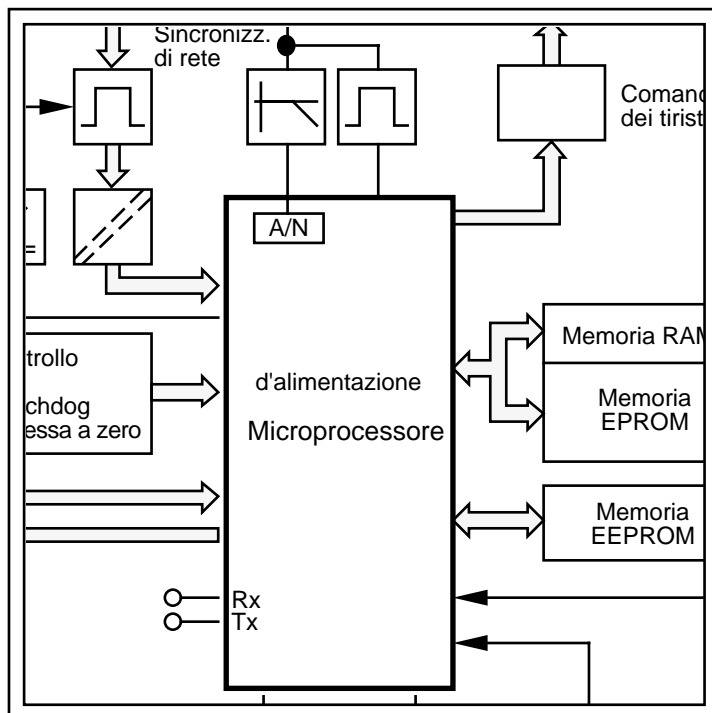 Sincronizz.
di rete
Comand
dei tirist
A/N
trollo
chdog
essa a zero
d'alimentazione
Microprocessore
Memoria RAM
Memoria
EPROM
Memoria
EEPROM
Rx
Tx